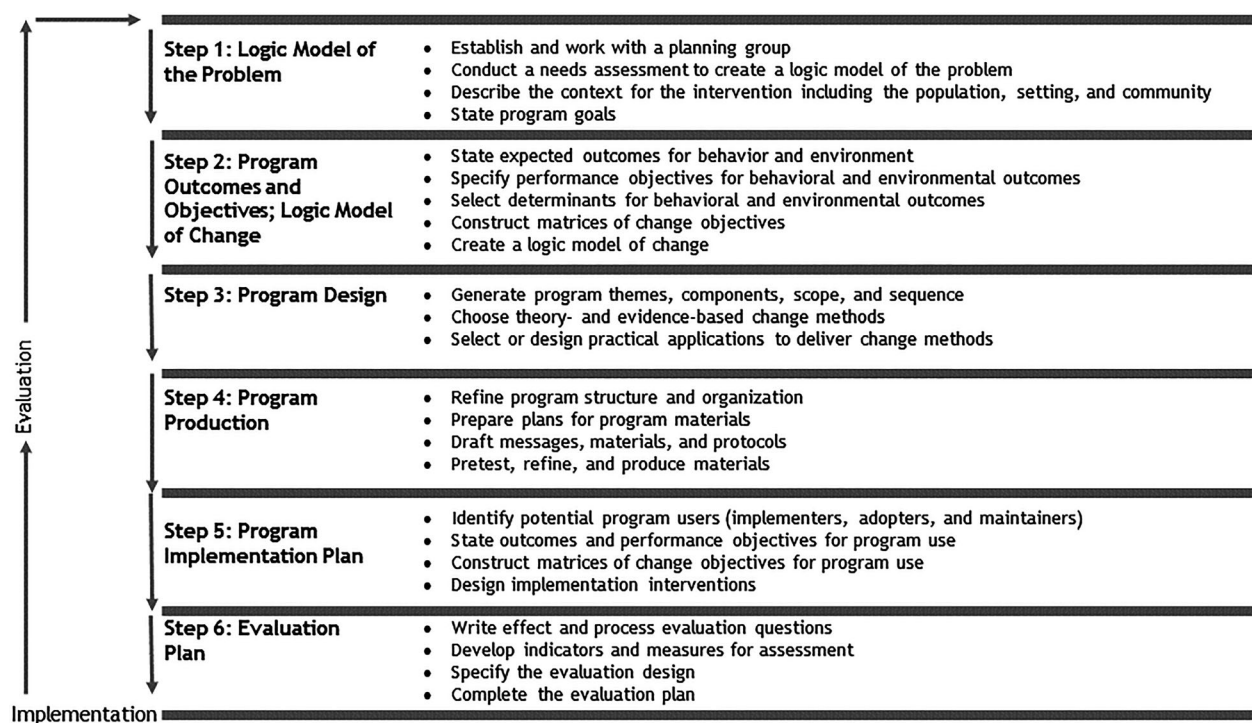 Step 1: Logic Model of
the Problem
• Establish and work with a planning group
• Conduct a needs assessment to create a logic model of the problem
• Describe the context for the intervention including the population, setting, and community
• State program goals
Step 2: Program
Outcomes and
Objectives; Logic Model
of Change
• State expected outcomes for behavior and environment
• Specify performance objectives for behavioral and environmental outcomes
• Select determinants for behavioral and environmental outcomes
• Construct matrices of change objectives
• Create a logic model of change
Step 3: Program Design
• Generate program themes, components, scope, and sequence
• Choose theory- and evidence-based change methods
• Select or design practical applications to deliver change methods
Step 4: Program
Production
• Refine program structure and organization
• Prepare plans for program materials
• Draft messages, materials, and protocols
• Pretest, refine, and produce materials
Step 5: Program
Implementation Plan
• Identify potential program users (implementers, adopters, and maintainers)
• State outcomes and performance objectives for program use
• Construct matrices of change objectives for program use
• Design implementation interventions
Step 6: Evaluation
Plan
• Write effect and process evaluation questions
• Develop indicators and measures for assessment
• Specify the evaluation design
• Complete the evaluation plan
Evaluation
Implementation